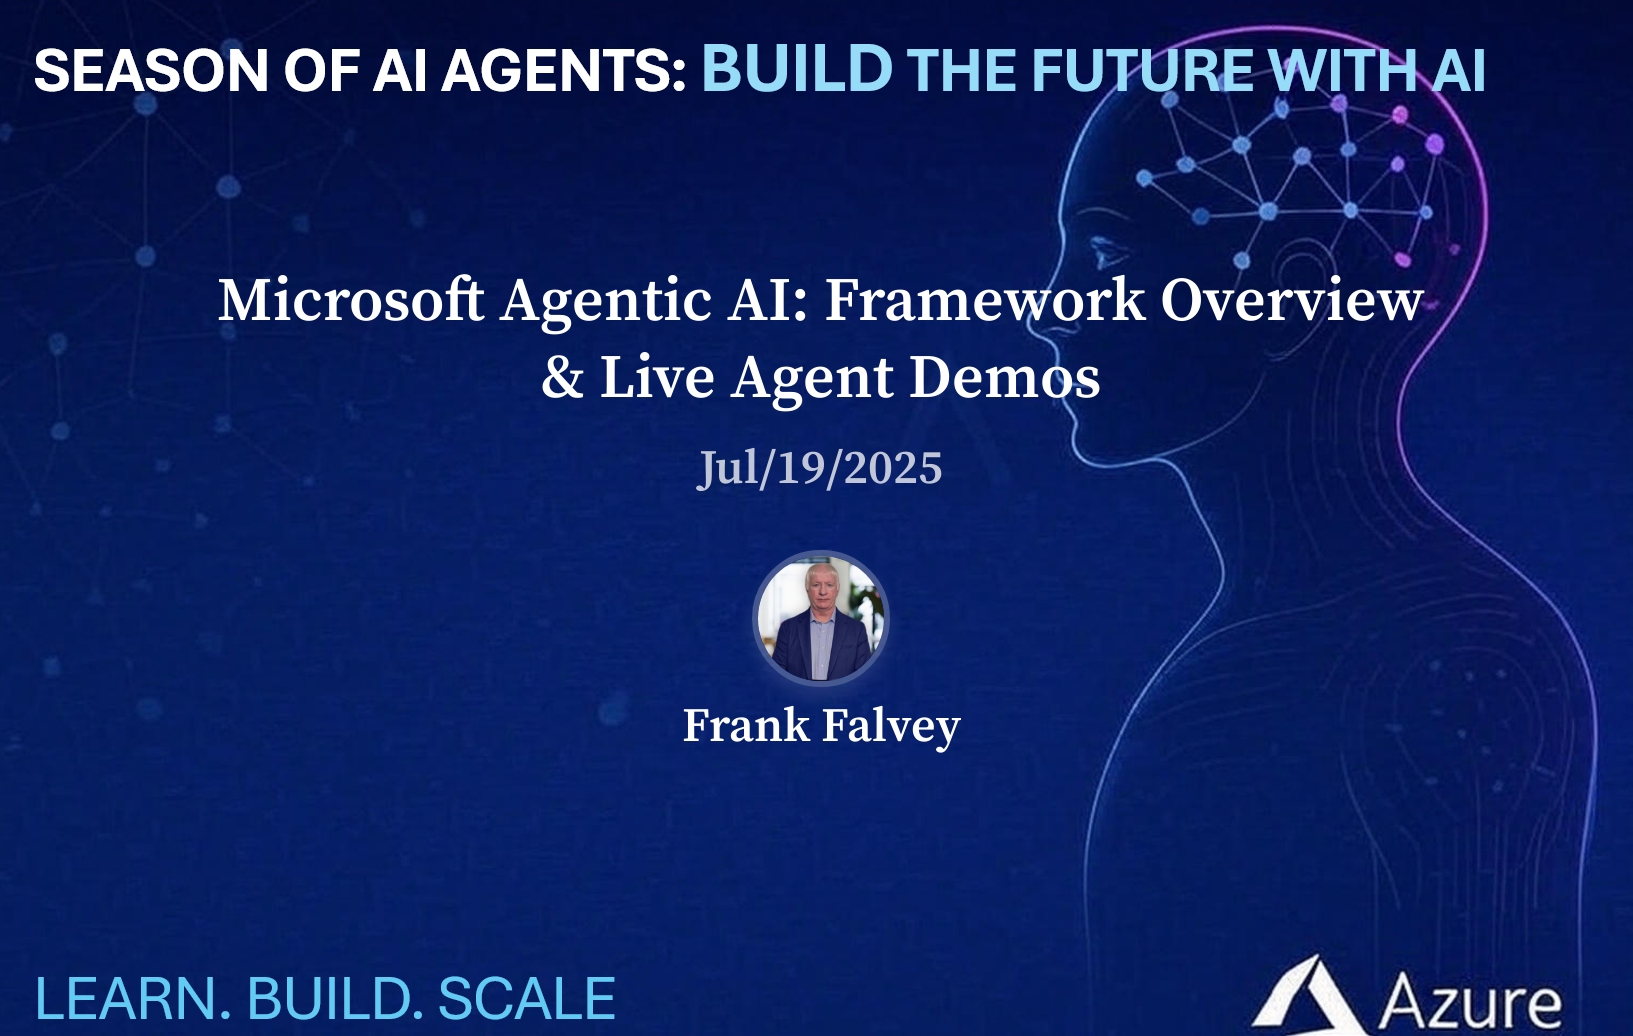 SEASON OF AI AGENTS: BUILD THE FUTURE WITH AI
Microsoft Agentic AI: Framework Overview
& Live Agent Demos
Jul/19/2025
Frank Falvey
LEARN. BUILD. SCALE
Azure